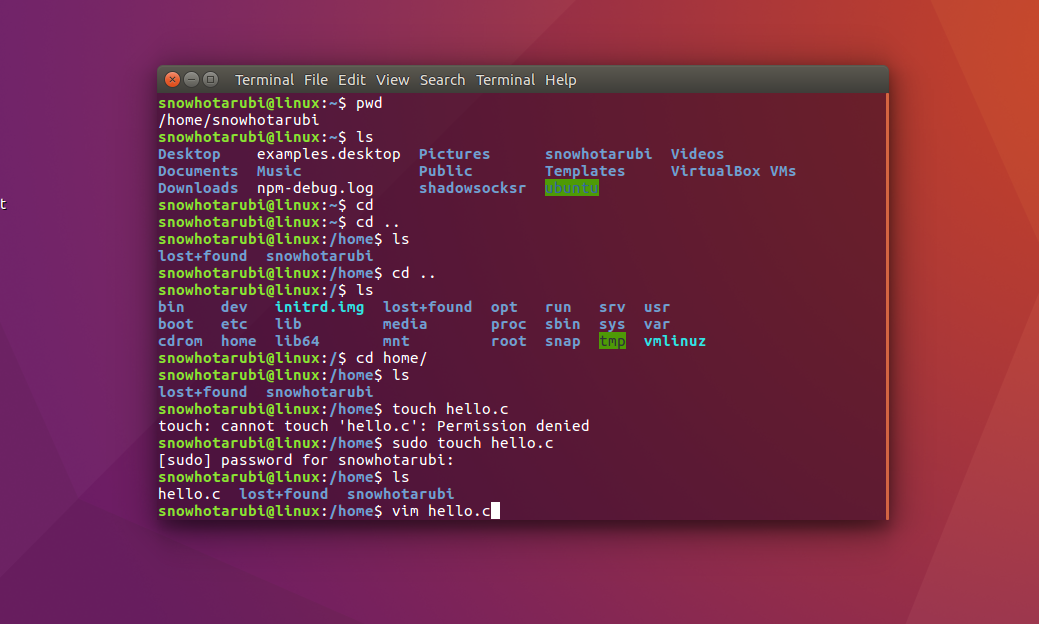 Terminal File Edit View Search Terminal Help
snowhotarubi@linux:~$ pwd
/home/snowhotarubi
snowhotarubi@linux:~$ ls
Desktop    examples.desktop  Pictures      snowhotarubi  Videos
Documents  Music             Public        Templates     VirtualBox VMs
Downloads  npm-debug.log     shadowsocksr  ubuntu
t
snowhotarubi@linux:~$ cd
snowhotarubi@linux:~$ cd ..
snowhotarubi@linux:/home$ ls
lost+found  snowhotarubi
snowhotarubi@linux:/home$ cd ..
snowhotarubi@linux:/$ ls
bin    dev   initrd.img  lost+found  opt   run   srv  usr
boot   etc   lib         media       proc  sbin  sys  var
cdrom  home  lib64       mnt         root  snap  tmp  vmlinuz
snowhotarubi@linux:/$ cd home/
snowhotarubi@linux:/home$ ls
lost+found  snowhotarubi
snowhotarubi@linux:/home$ touch hello.c
touch: cannot touch 'hello.c': Permission denied
snowhotarubi@linux:/home$ sudo touch hello.c
[sudo] password for snowhotarubi:
snowhotarubi@linux:/home$ ls
hello.c  lost+found  snowhotarubi
snowhotarubi@linux:/home$ vim hello.c